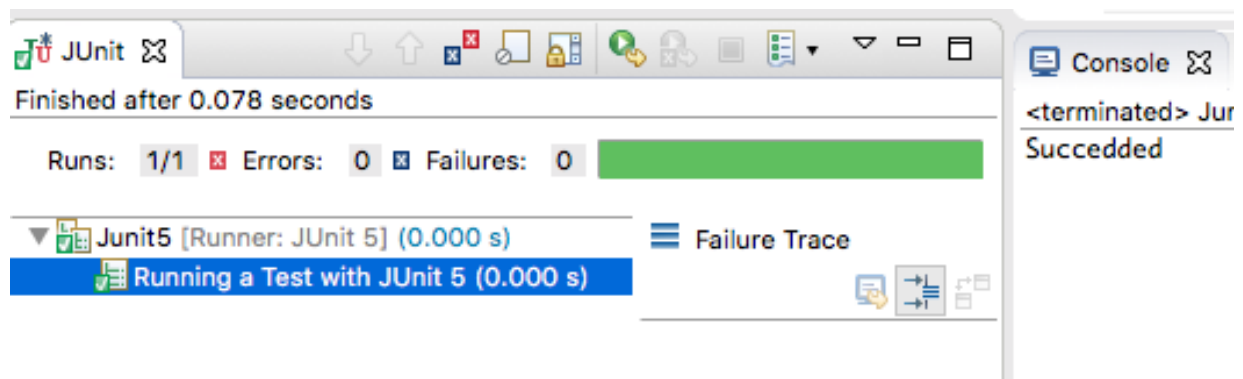 JUnit
Finished after 0.078 seconds
Runs: 1/1 Errors: 0 Failures: 0
Junit5 [Runner: JUnit 5] (0.000 s)
Running a Test with JUnit 5 (0.000 s)
Failure Trace
Console
<terminated> Jun
Succedded